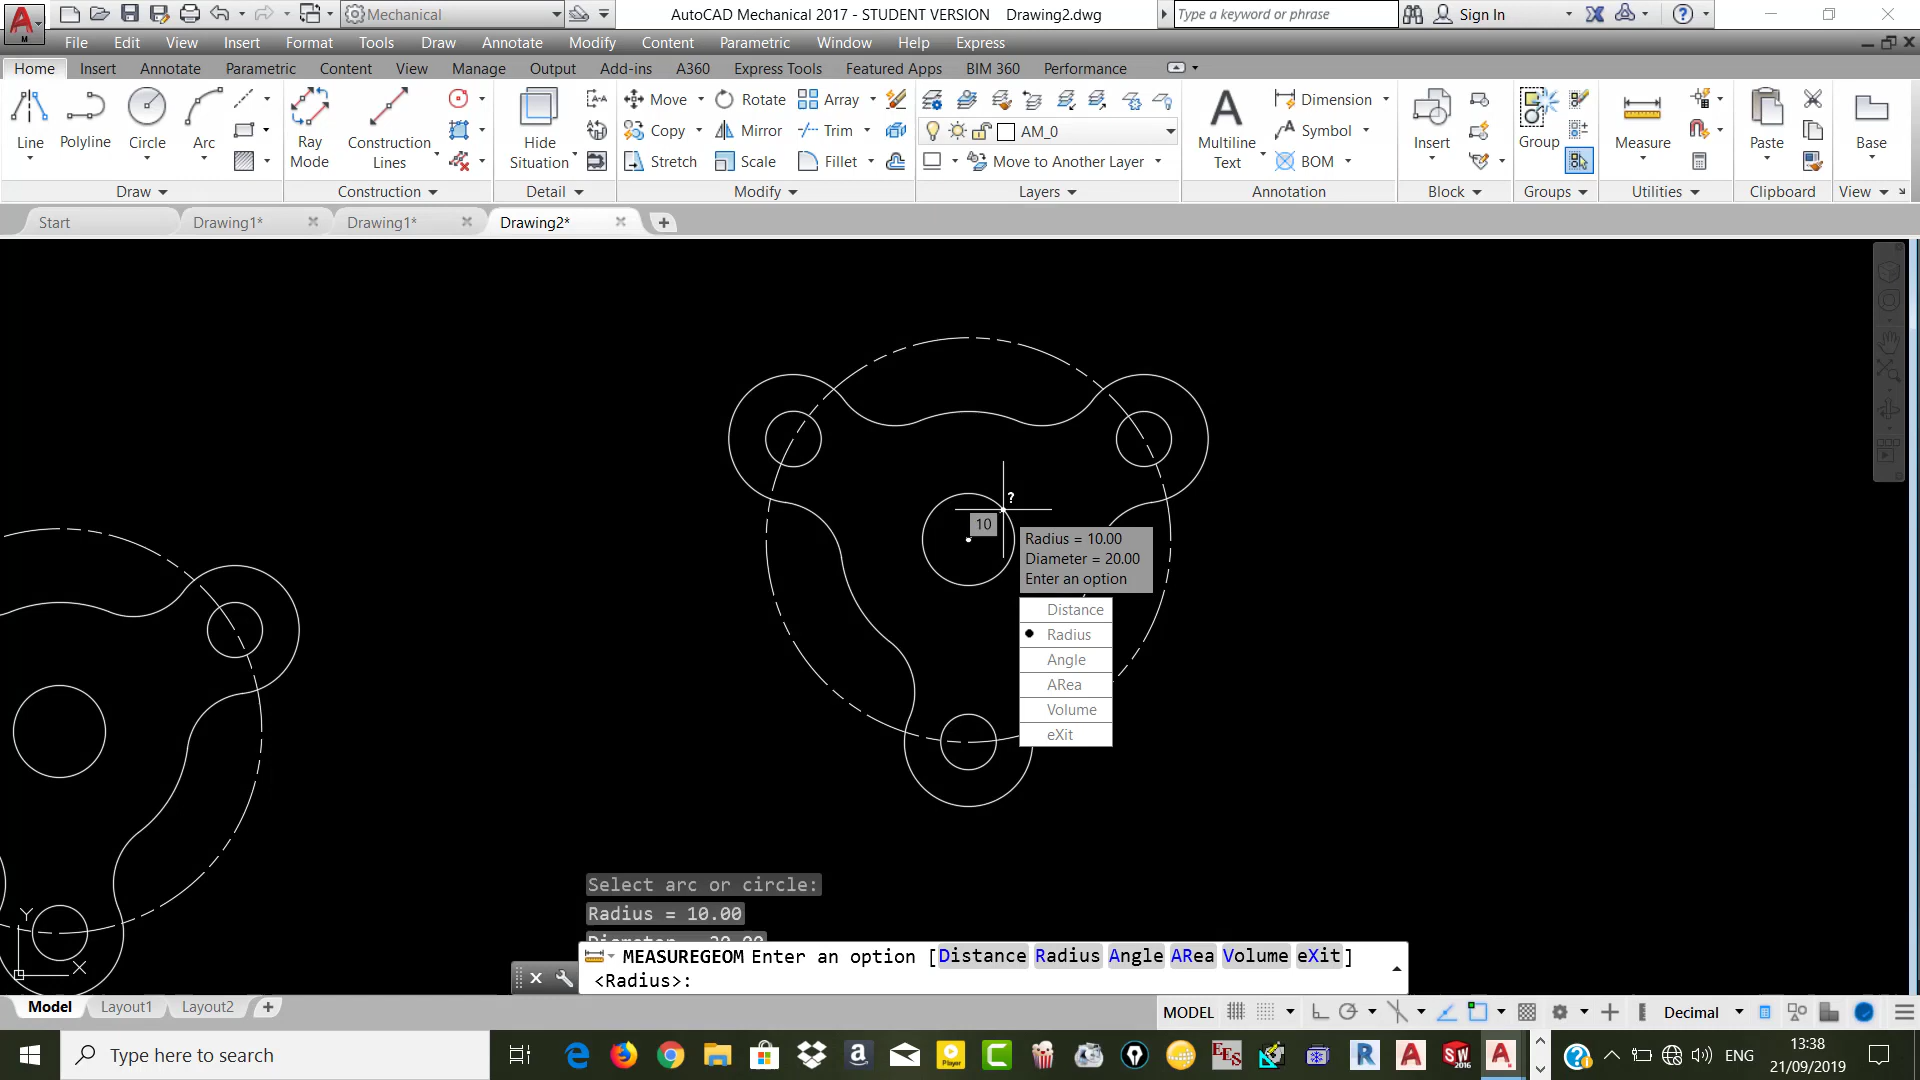 Mechanical
AutoCAD Mechanical 2017 - STUDENT VERSION Drawing2.dwg
Type a keyword or phrase
Sign In
File Edit View Insert Format Tools Draw Annotate Modify Content Parametric Window Help Express
Home Insert Annotate Parametric Content View Manage Output Add-ins A360 Express Tools Featured Apps BIM 360 Performance
Line Polyline Circle Arc
Ray Mode
Construction Lines
Hide Situation
Move Rotate Array
Copy Mirror Trim
Stretch Scale Fillet
AM_0
Move to Another Layer
Multiline Text
Dimension
Symbol
BOM
Insert
Group
Measure
Paste
Base
Draw Construction Detail Modify Layers Annotation Block Groups Utilities Clipboard View
Start Drawing1* Drawing1* Drawing2*
?
10
Radius = 10.00
Diameter = 20.00
Enter an option
Distance
Radius
Angle
ARea
Volume
eXit
Select arc or circle:
Radius = 10.00
Diameter = 20.00
MEASUREGEOM Enter an option [Distance Radius Angle ARea Volume eXit]
<Radius>:
Y
X
Model Layout1 Layout2
MODEL
Decimal
Type here to search
ENG
13:38
21/09/2019